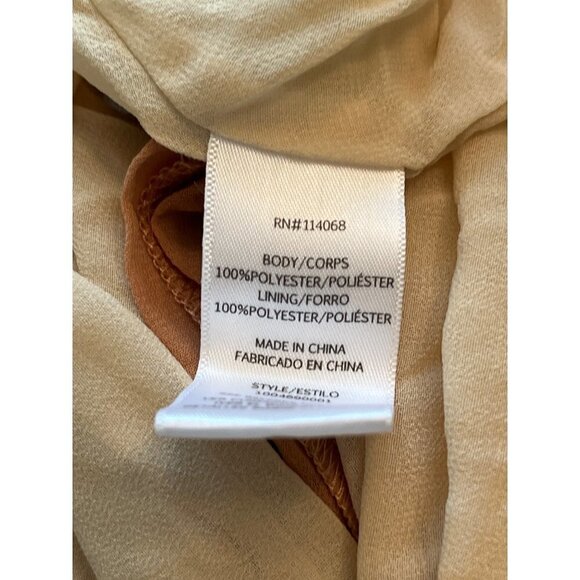 RN#114068
BODY/CORPS
100%POLYESTER/POLIÉSTER
LINING/FORRO
100%POLYESTER/POLIÉSTER
MADE IN CHINA
FABRICADO EN CHINA
STYLE/ESTILO
1004690001